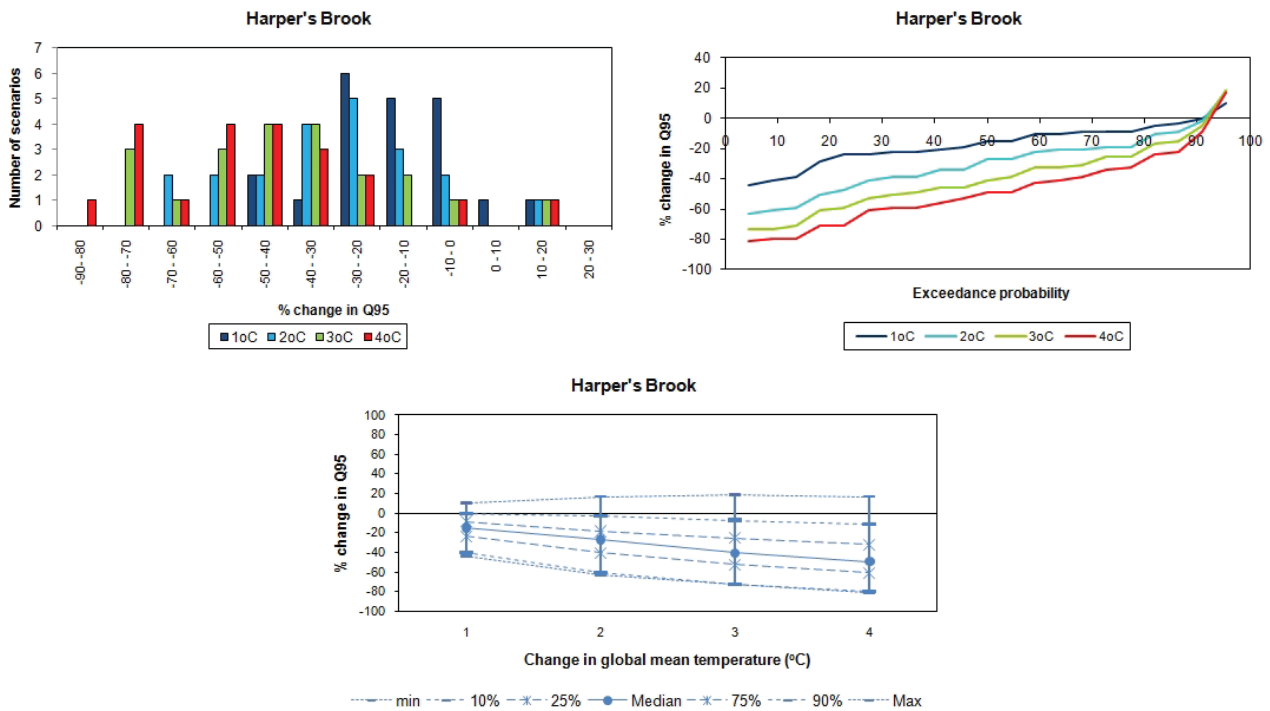 Harper's Brook
Number of scenarios
7
6
5
4
3
2
1
0
-90- -80
-80 - -70
-70 - -60
-60 - -50
-50 - -40
-40 - -30
-30 - -20
-20 - -10
-10 - 0
0 - 10
10 - 20
20 - 30
% change in Q95
1oC 2oC 3oC 4oC
Harper's Brook
% change in Q95
40
20
0
-20
-40
-60
-80
-100
0 10 20 30 40 50 60 70 80 90 100
Exceedance probability
1oC 2oC 3oC 4oC
Harper's Brook
% change in Q95
100
80
60
40
20
0
-20
-40
-60
-80
-100
1 2 3 4
Change in global mean temperature (°C)
min 10% 25% Median 75% 90% Max